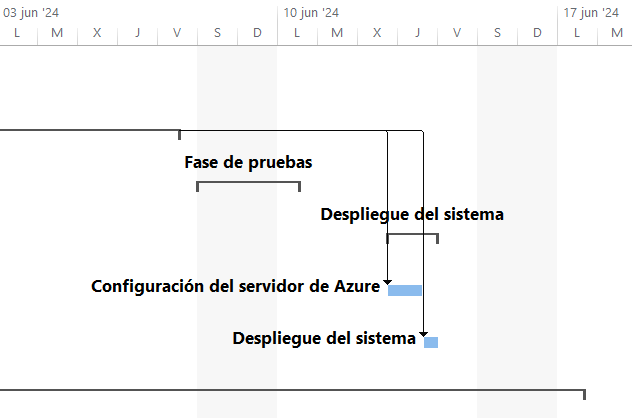 03 jun '24 10 jun '24 17 jun '24
L M X J V S D L M X J V S D L M
Fase de pruebas
Despliegue del sistema
Configuración del servidor de Azure
Despliegue del sistema